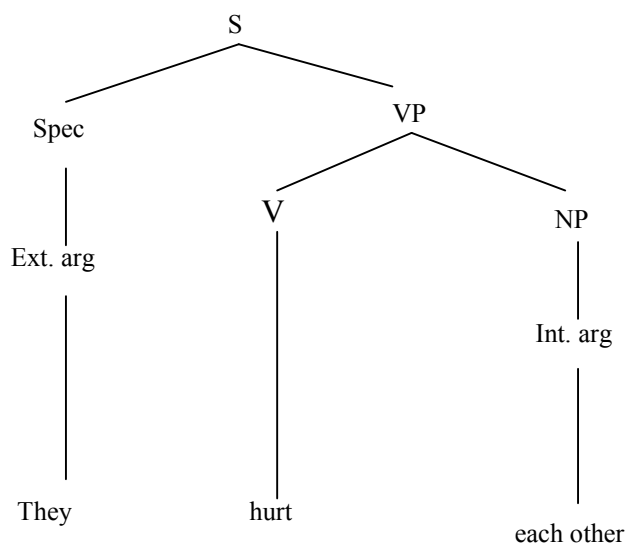 S
Spec
VP
V
NP
Ext. arg
Int. arg
They
hurt
each other